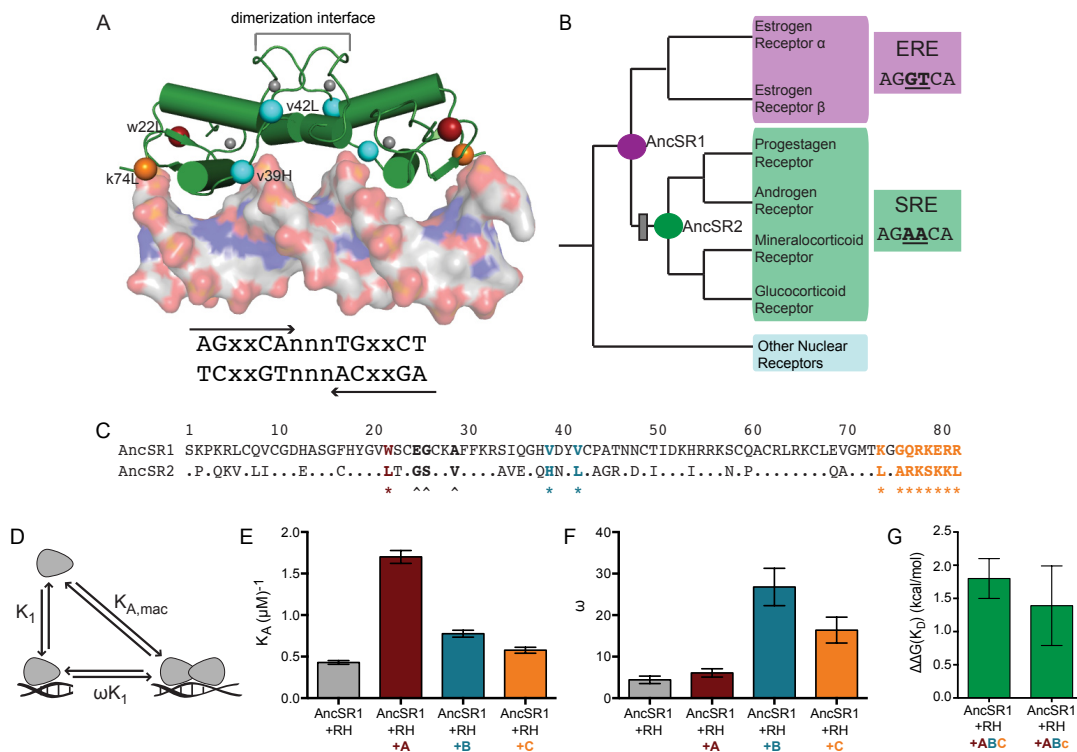 A
dimerization interface
v42L
w22L
k74L
v39H
AGxxCAnnnTGxxCT
TCxxGTnnnACxxGA
B
Estrogen
Receptor α
Estrogen
Receptor β
ERE
AGGTCA
AncSR1
Progestagen
Receptor
Androgen
Receptor
AncSR2
Mineralocorticoid
Receptor
Glucocorticoid
Receptor
SRE
AGAACA
Other Nuclear
Receptors
C
1 10 20 30 40 50 60 70 80
AncSR1 SKPKRLCQVCGDHASGFHYGVWSCEGCKAFFKRSIQGHVDYVCPATNNCTIDKHRRKSCQACRLRKCLEVGMTKGGQRKERR
AncSR2 .P.QKV.LI...E....C....LT.GS..V.....AVE.QHN.LAGR.D..I.DKI...N.P.......QA...L.ARKSKKL
* ^^ ^ * * * ********
D
K1
KA,mac
ωK1
E
KA (μM)-1
2.0
1.5
1.0
0.5
0.0
AncSR1
+RH
AncSR1
+RH
+A
AncSR1
+RH
+B
AncSR1
+RH
+C
F
ω
40
30
20
10
0
AncSR1
+RH
AncSR1
+RH
+A
AncSR1
+RH
+B
AncSR1
+RH
+C
G
ΔΔG(KD) (kcal/mol)
2.5
2.0
1.5
1.0
0.5
0.0
AncSR1
+RH
+ABC
AncSR1
+RH
+ABc